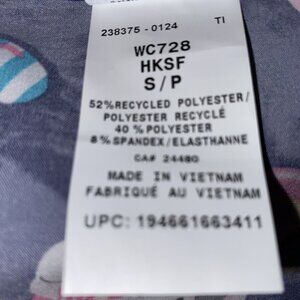 238375 - 0124 TI
WC728
HKSF
S/P
52%RECYCLED POLYESTER/
POLYESTER RECYCLÉ
40 %POLYESTER
8%SPANDEX/ELASTHANNE
CA# 24480
MADE IN VIETNAM
FABRIQUÉ AU VIETNAM
UPC: 194661663411